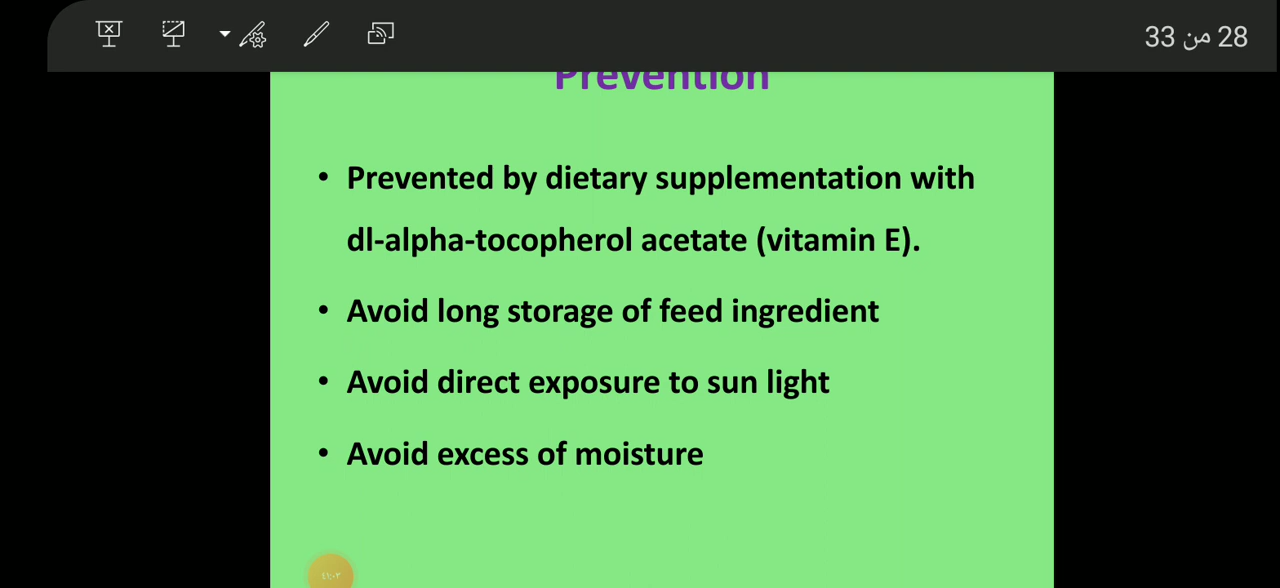 28 من 33
Prevention
• Prevented by dietary supplementation with
dl-alpha-tocopherol acetate (vitamin E).
• Avoid long storage of feed ingredient
• Avoid direct exposure to sun light
• Avoid excess of moisture